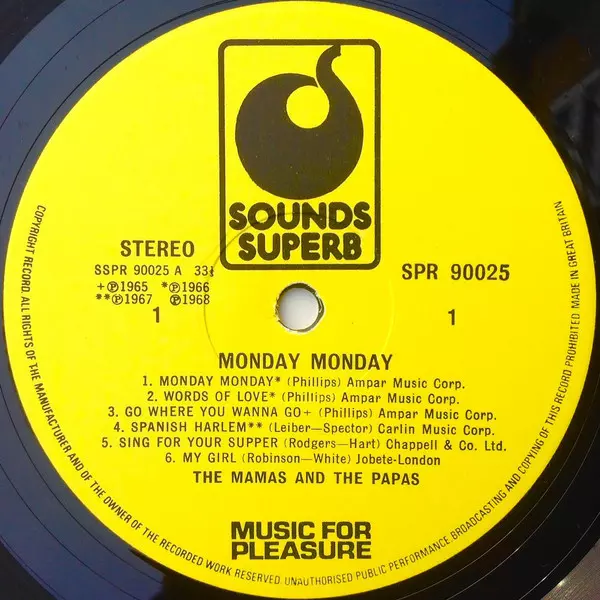 SOUNDS
SUPERB
STEREO
SSPR 90025 A 33⅓
+℗1965 *℗1966
**℗1967 ℗1968
1
SPR 90025
1
MONDAY MONDAY
1. MONDAY MONDAY* (Phillips) Ampar Music Corp.
2. WORDS OF LOVE* (Phillips) Ampar Music Corp.
3. GO WHERE YOU WANNA GO+ (Phillips) Ampar Music Corp.
4. SPANISH HARLEM** (Leiber—Spector) Carlin Music Corp.
5. SING FOR YOUR SUPPER (Rodgers—Hart) Chappell & Co. Ltd.
6. MY GIRL (Robinson—White) Jobete-London
THE MAMAS AND THE PAPAS
MUSIC FOR
PLEASURE
COPYRIGHT RECORD. ALL RIGHTS OF THE MANUFACTURER AND OF THE OWNER OF THE RECORDED WORK RESERVED. UNAUTHORISED PUBLIC PERFORMANCE BROADCASTING AND COPYING OF THIS RECORD PROHIBITED. MADE IN GREAT BRITAIN